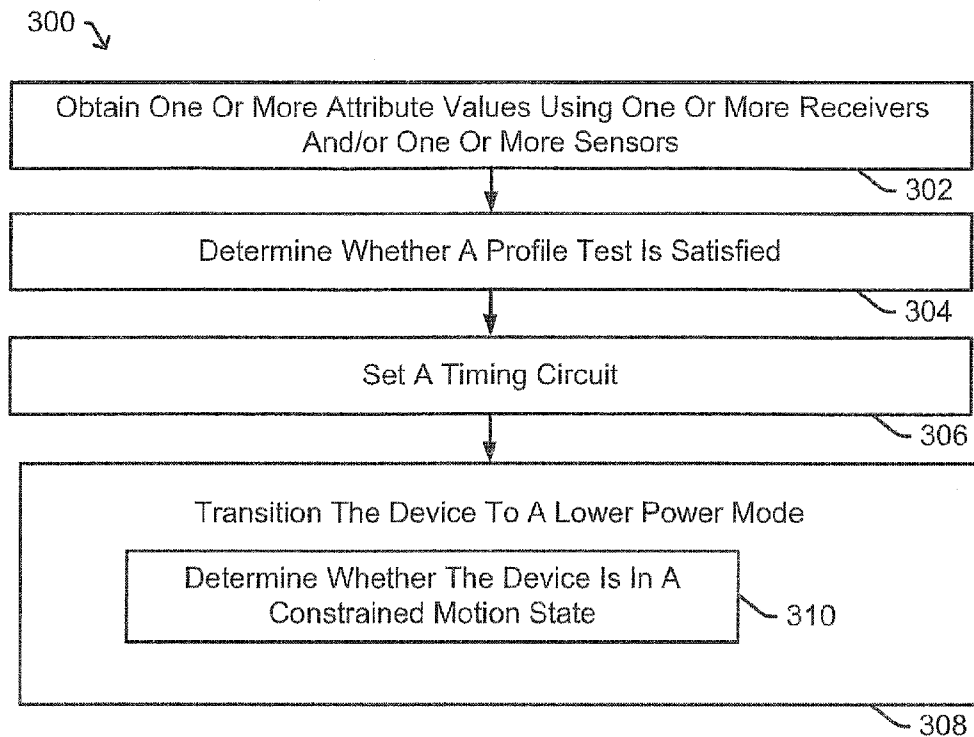 300
Obtain One Or More Attribute Values Using One Or More Receivers
And/or One Or More Sensors
302
Determine Whether A Profile Test Is Satisfied
304
Set A Timing Circuit
306
Transition The Device To A Lower Power Mode
Determine Whether The Device Is In A
Constrained Motion State
310
308